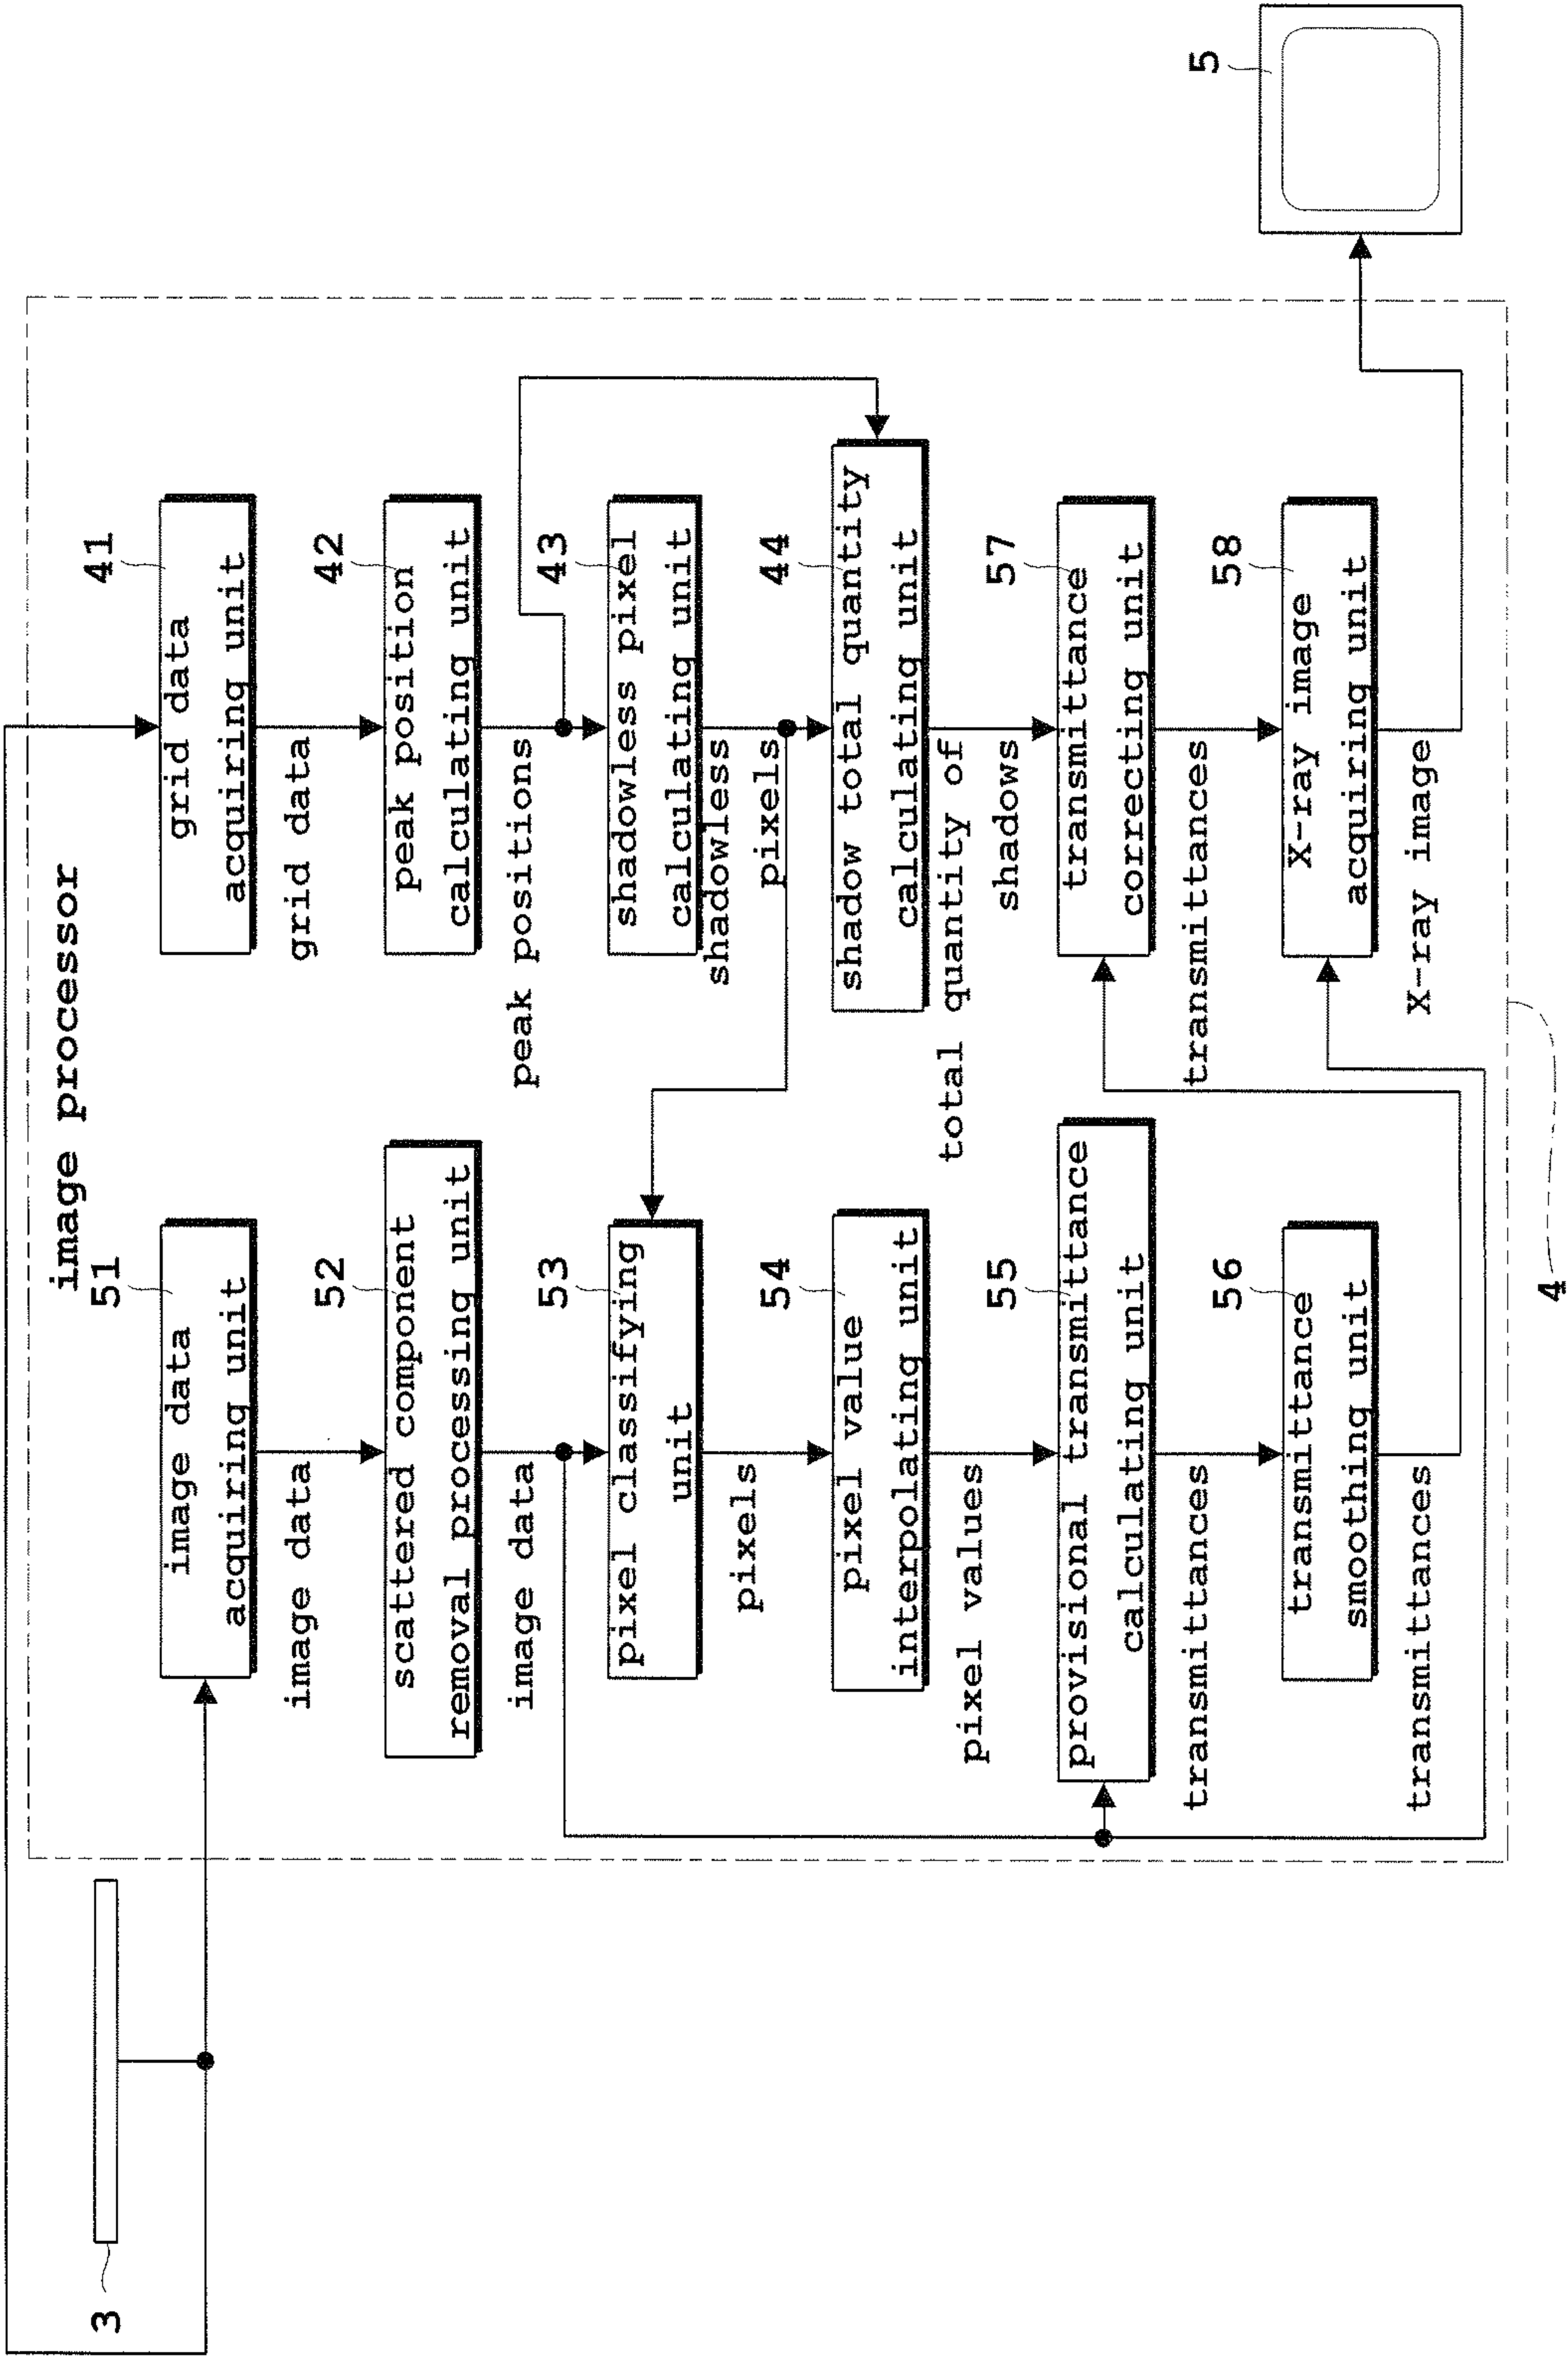 image processor
3
51
image data
acquiring unit
image data
52
scattered component
removal processing unit
image data
53
pixel classifying
unit
pixels
54
pixel value
interpolating unit
pixel values
55
provisional transmittance
calculating unit
transmittances
56
transmittance
smoothing unit
transmittances
41
grid data
acquiring unit
grid data
42
peak position
calculating unit
peak positions
43
shadowless pixel
calculating unit
shadowless
pixels
44
shadow total quantity
calculating unit
total quantity of
shadows
57
transmittance
correcting unit
transmittances
58
X-ray image
acquiring unit
X-ray image
4
5